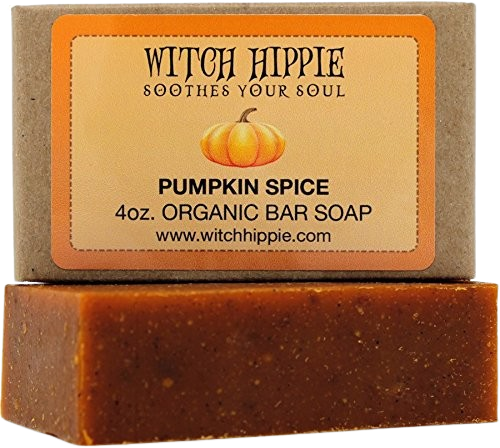 WITCH HIPPIE
SOOTHES YOUR SOUL
PUMPKIN SPICE
4oz. ORGANIC BAR SOAP
www.witchhippie.com